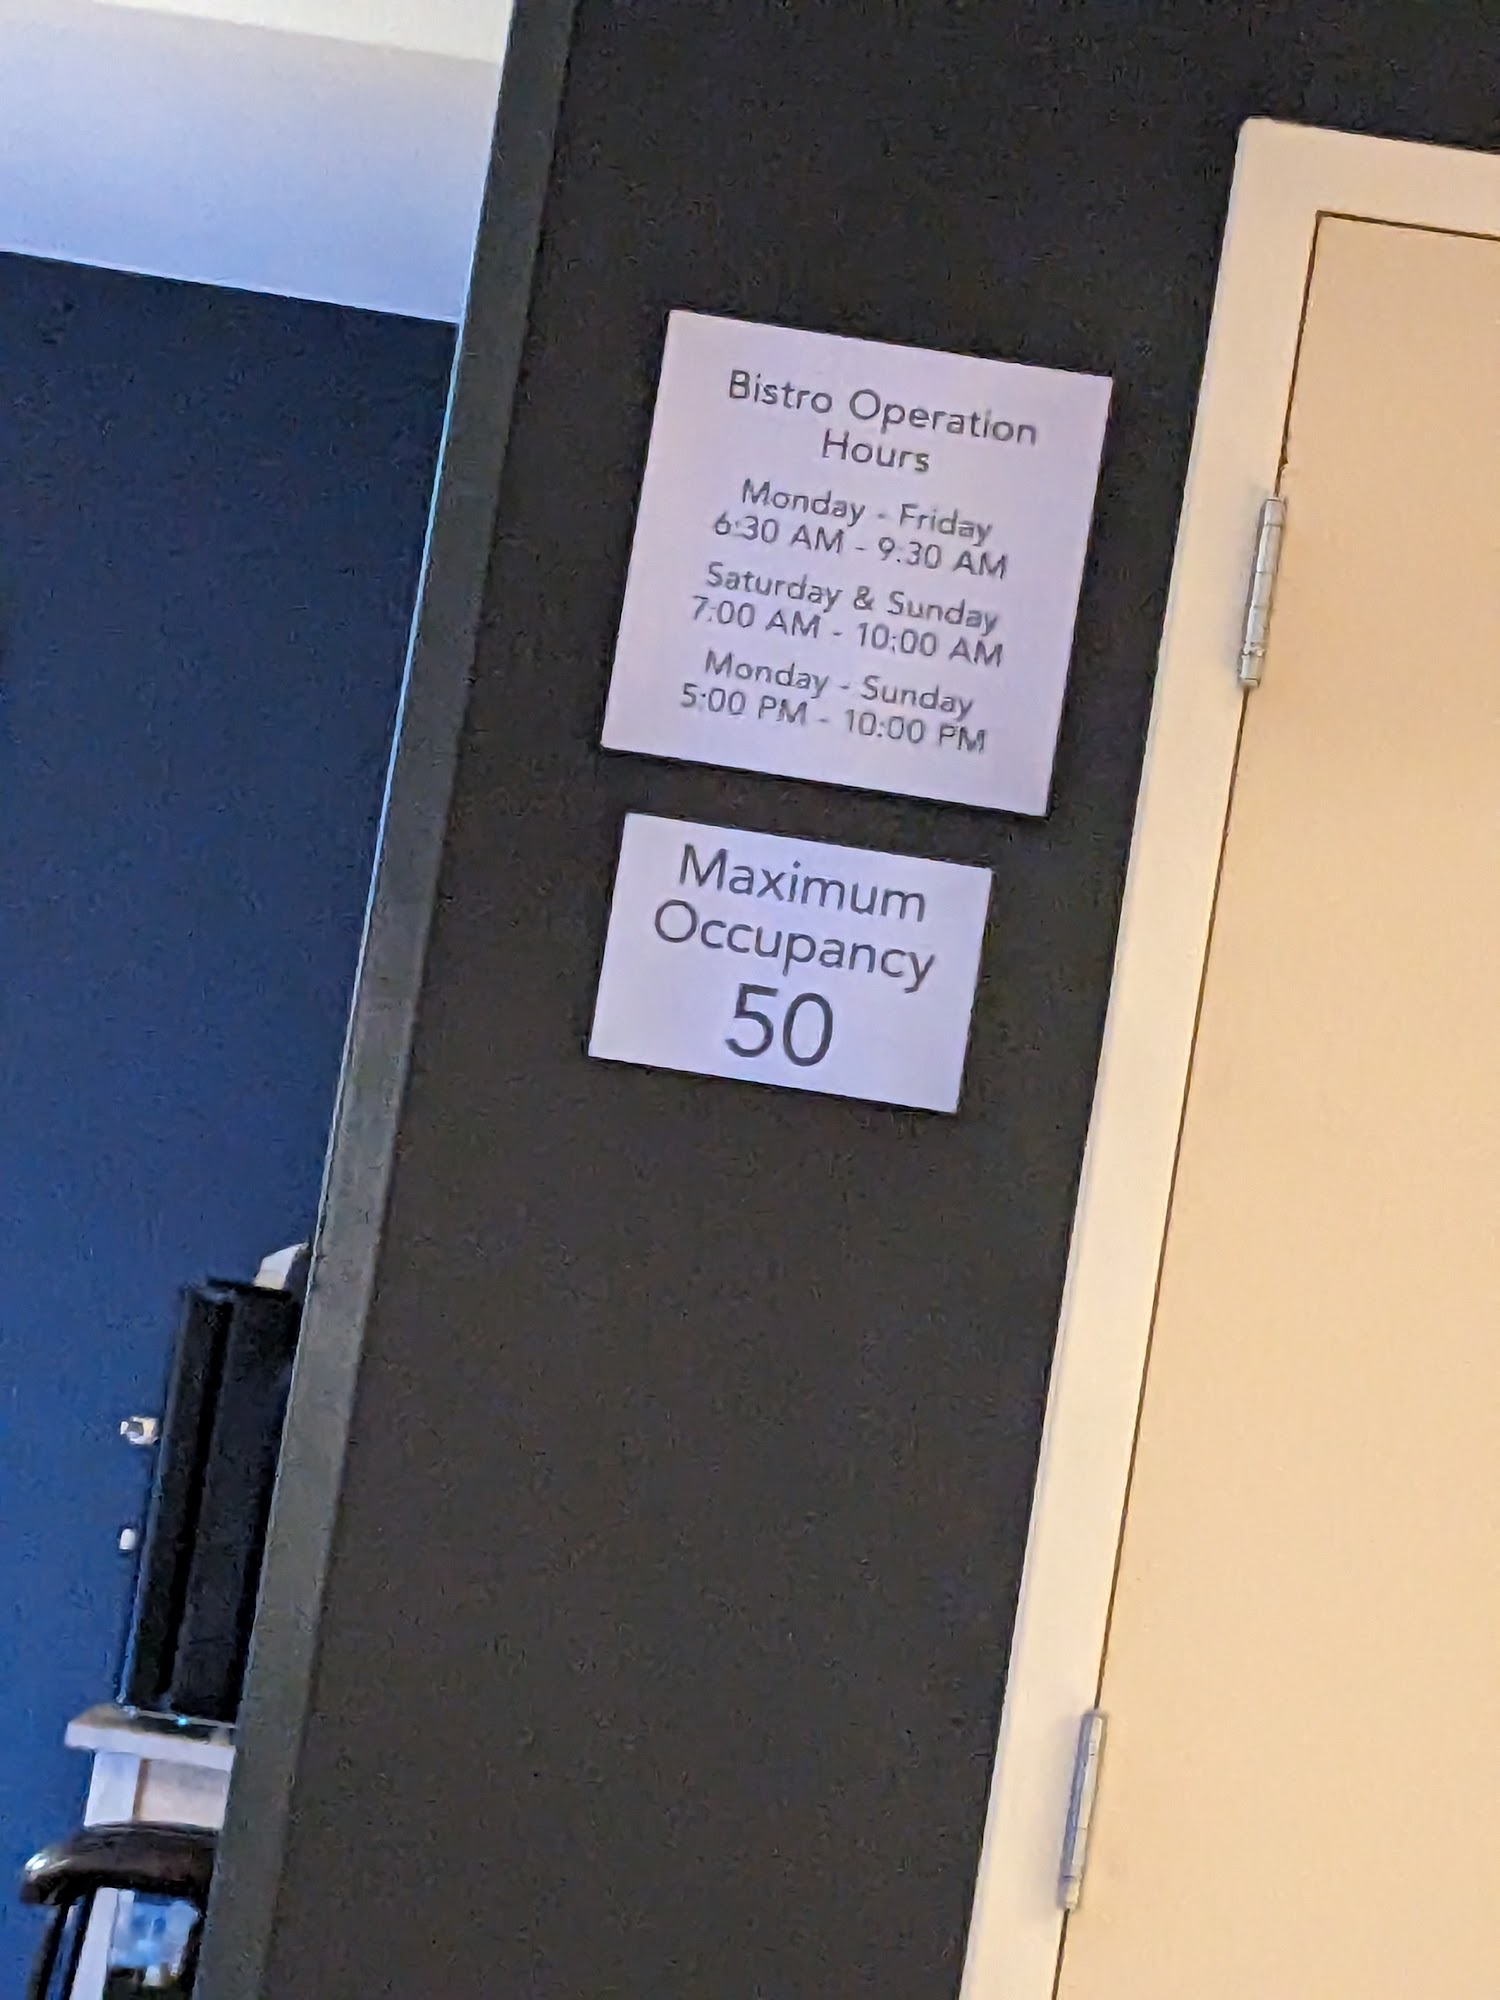 Bistro Operation
Hours
Monday - Friday
6:30 AM - 9:30 AM
Saturday & Sunday
7:00 AM - 10:00 AM
Monday - Sunday
5:00 PM - 10:00 PM
Maximum
Occupancy
50